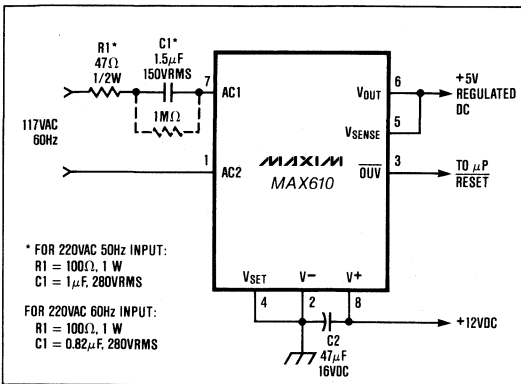 R1*
47Ω
1/2W
C1*
1.5µF
150VRMS
1MΩ
117VAC
60Hz
7
AC1
1
AC2
MAXIM
MAX610
VOUT
6
VSENSE
5
OUV
3
+5V
REGULATED
DC
TO µP
RESET
VSET
V−
V+
4
2
8
C2
47µF
16VDC
+12VDC
* FOR 220VAC 50Hz INPUT:
R1 = 100Ω, 1 W
C1 = 1µF, 280VRMS
FOR 220VAC 60Hz INPUT:
R1 = 100Ω, 1 W
C1 = 0.82µF, 280VRMS